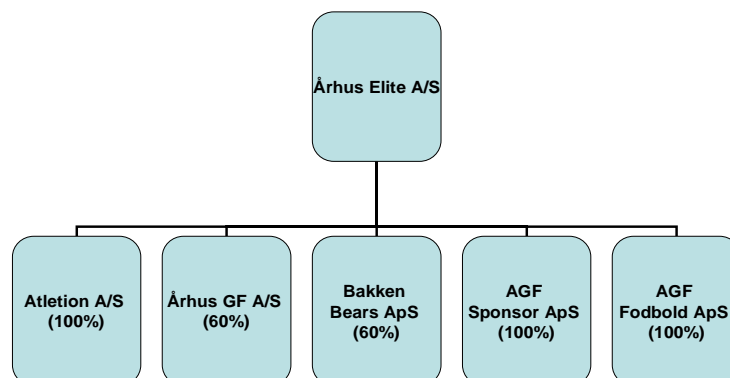 Århus Elite A/S
Atletion A/S
(100%)
Århus GF A/S
(60%)
Bakken
Bears ApS
(60%)
AGF
Sponsor ApS
(100%)
AGF
Fodbold ApS
(100%)